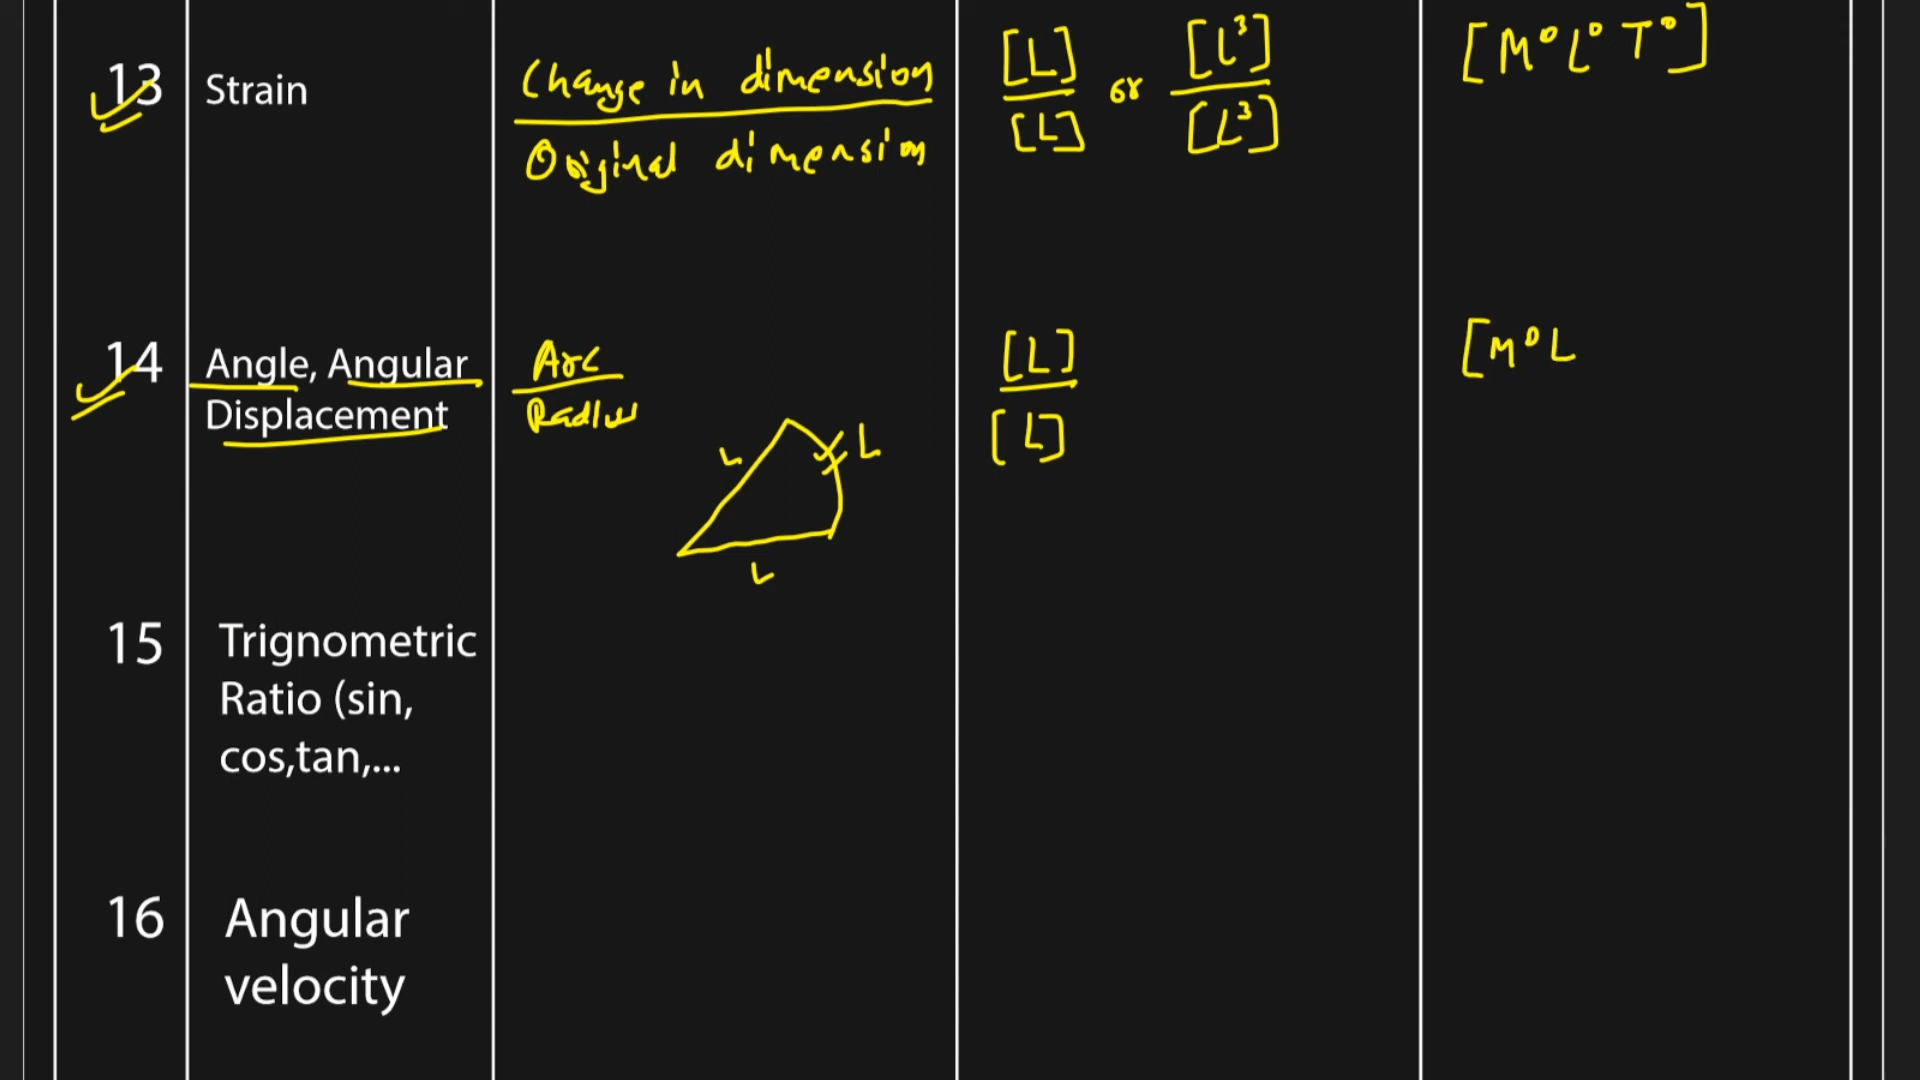 13 Strain Change in dimension [L] or [L³] [M⁰L⁰T⁰]
Original dimension [L] [L³]
14 Angle, Angular Arc [L] [M⁰L
Displacement Radius [L]
L L
L
15 Trignometric
Ratio (sin,
cos,tan,...
16 Angular
velocity